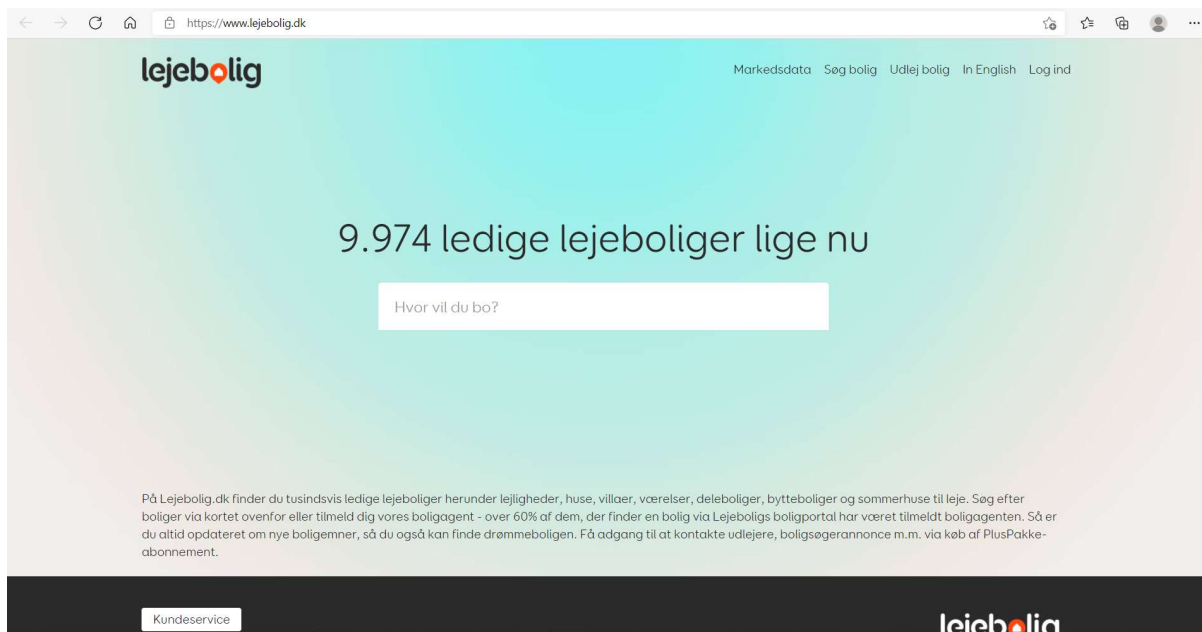 https://www.lejebolig.dk
lejebolig
Markedsdata Søg bolig Udlej bolig In English Log ind
9.974 ledige lejeboliger lige nu
Hvor vil du bo?
På Lejebolig.dk finder du tusindsvis ledige lejeboliger herunder lejligheder, huse, villaer, værelser, deleboliger, bytteboliger og sommerhuse til leje. Søg efter
boliger via kortet ovenfor eller tilmeld dig vores boligagent - over 60% af dem, der finder en bolig via Lejeboligs boligportal har været tilmeldt boligagenten. Så er
du altid opdateret om nye boligemner, så du også kan finde drømmeboligen. Få adgang til at kontakte udlejere, boligsøgerannonce m.m. via køb af PlusPakke-
abonnement.
Kundeservice
lejebolig